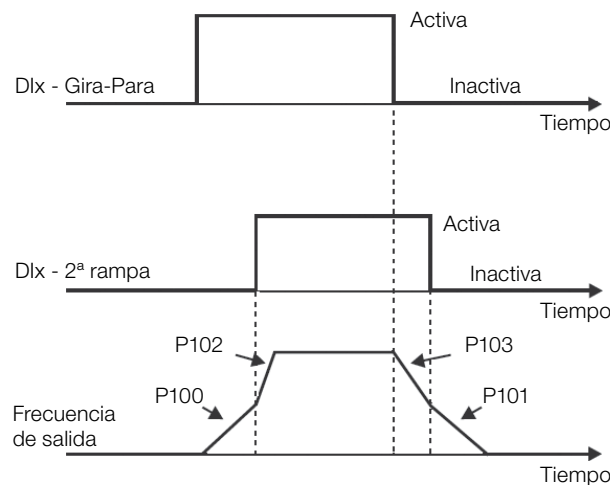 Activa
DIx - Gira-Para
Inactiva
Tiempo
Activa
DIx - 2ª rampa
Inactiva
Tiempo
P102
P103
P100
P101
Frecuencia
de salida
Tiempo